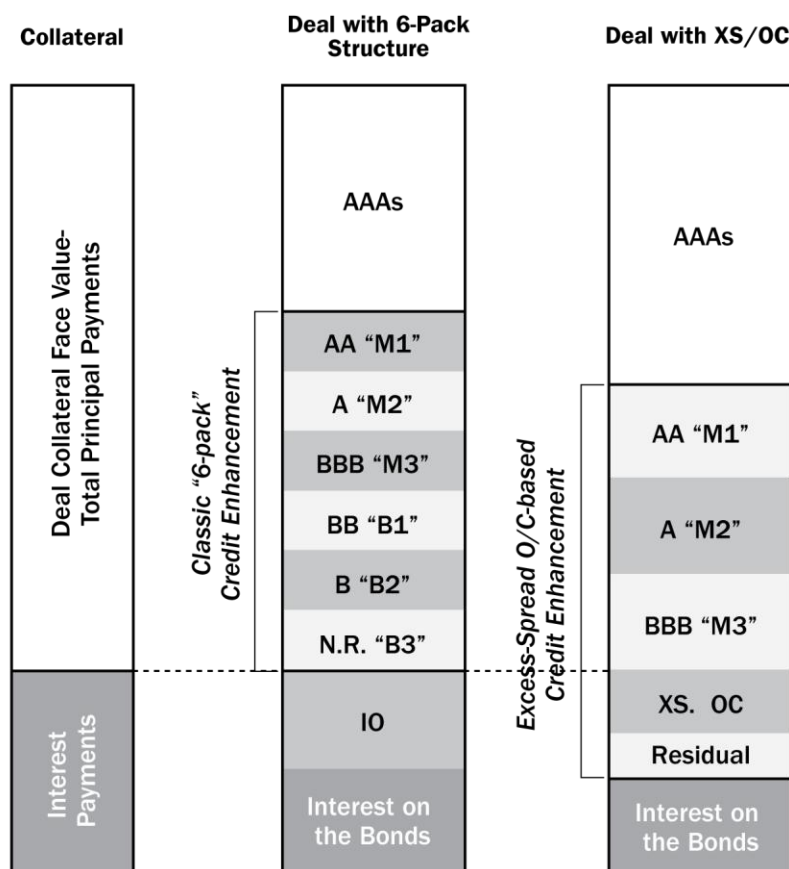 Collateral
Deal Collateral Face Value-
Total Principal Payments
Interest
Payments
Deal with 6-Pack
Structure
Classic “6-pack”
Credit Enhancement
AAAs
AA “M1”
A “M2”
BBB “M3”
BB “B1”
B “B2”
N.R. “B3”
IO
Interest on
the Bonds
Deal with XS/OC
Excess-Spread O/C-based
Credit Enhancement
AAAs
AA “M1”
A “M2”
BBB “M3”
XS. OC
Residual
Interest on
the Bonds